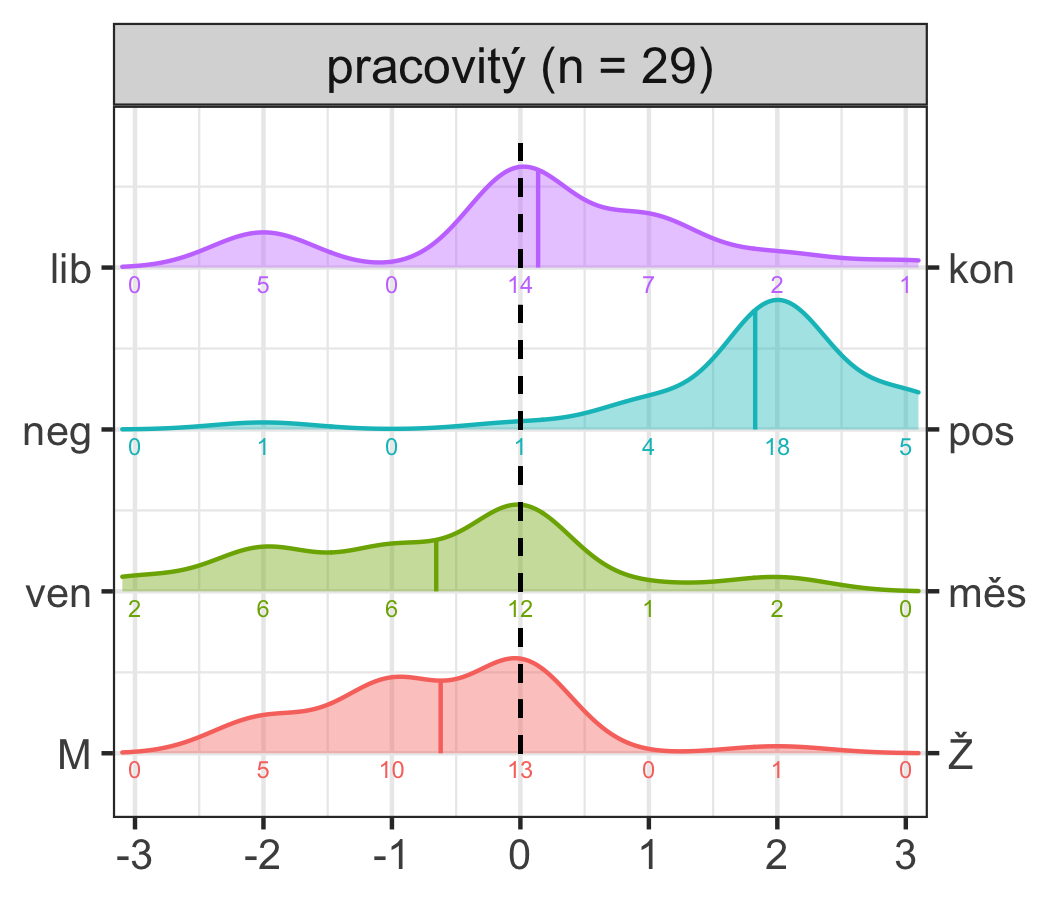 pracovitý (n = 29)
lib kon
0 5 0 14 7 2 1
neg pos
0 1 0 1 4 18 5
ven měs
2 6 6 12 1 2 0
M Ž
0 5 10 13 0 1 0
-3 -2 -1 0 1 2 3